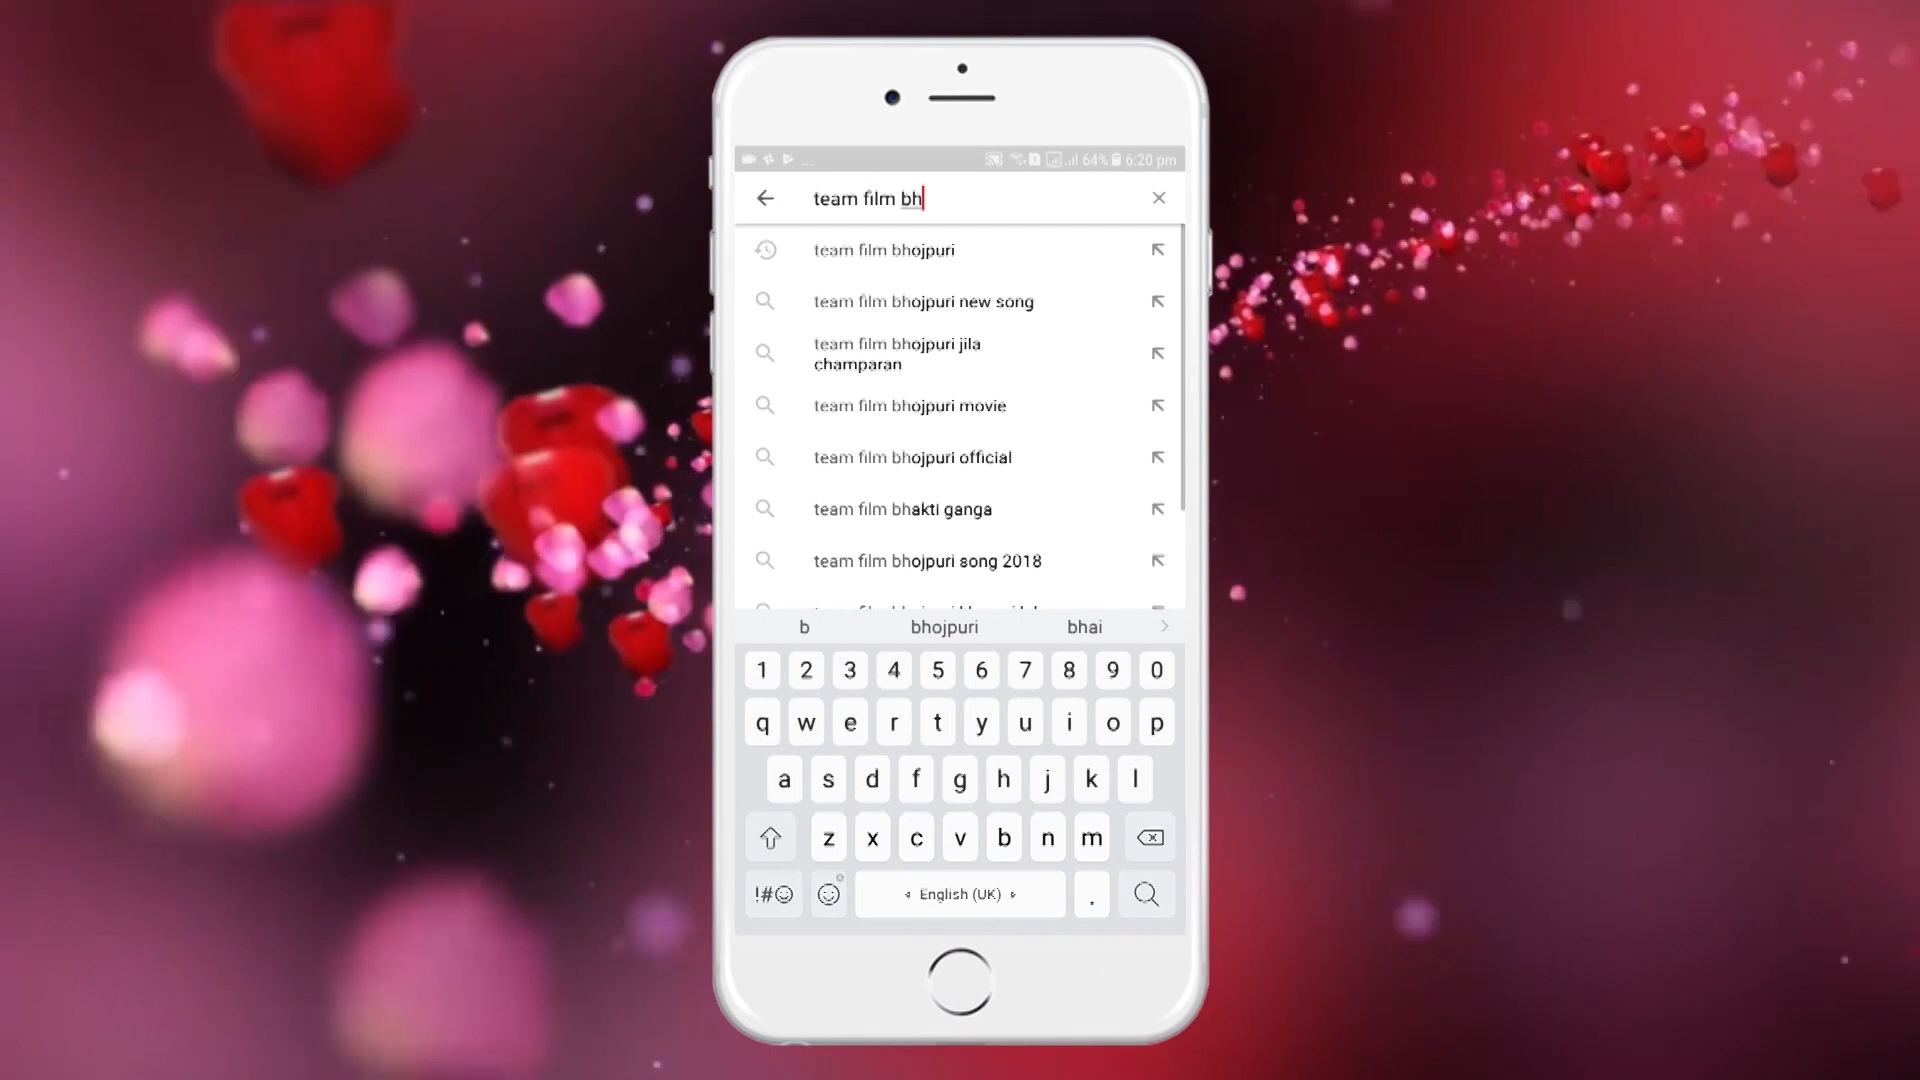 ... 64% 6:20 pm
team film bh
team film bhojpuri
team film bhojpuri new song
team film bhojpuri jila
champaran
team film bhojpuri movie
team film bhojpuri official
team film bhakti ganga
team film bhojpuri song 2018
b bhojpuri bhai
1 2 3 4 5 6 7 8 9 0
q w e r t y u i o p
a s d f g h j k l
z x c v b n m
!#☺ English (UK) .